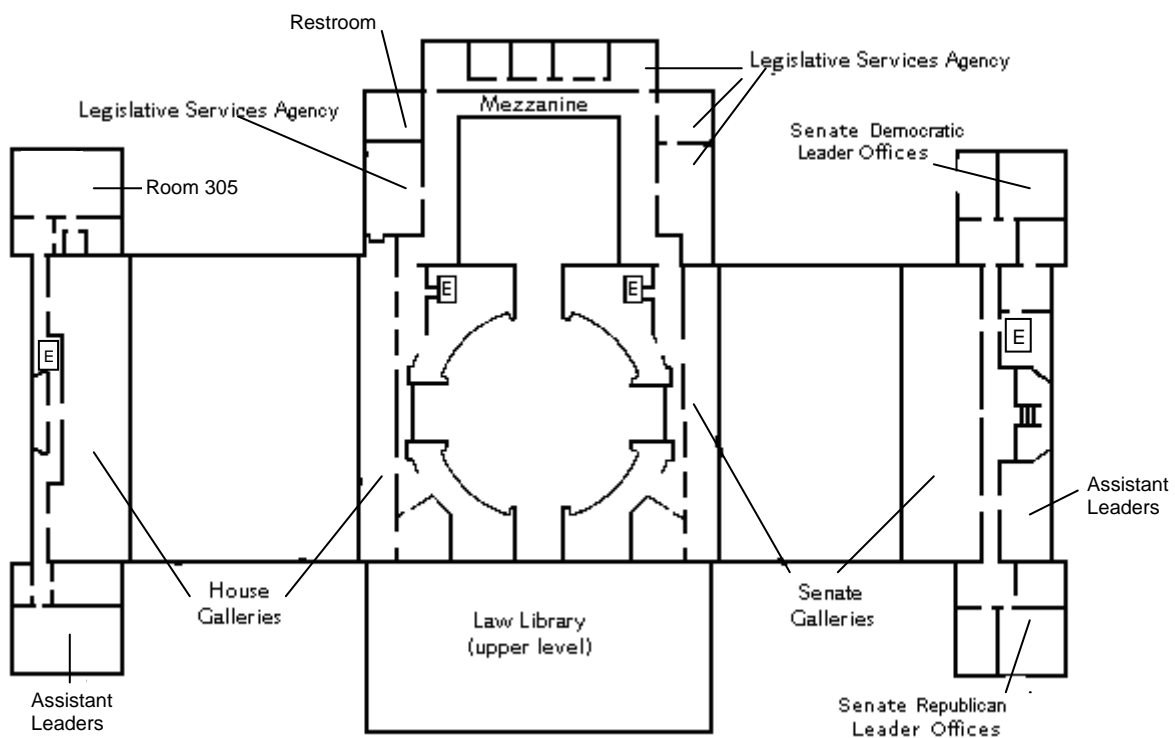 Restroom
Legislative Services Agency
Mezzanine
Legislative Services Agency
Senate Democratic
Leader Offices
Room 305
E
E
E
E
Assistant
Leaders
House
Galleries
Senate
Galleries
Law Library
(upper level)
Assistant
Leaders
Senate Republican
Leader Offices